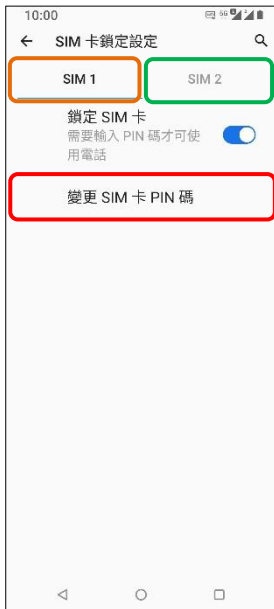 10:00
SIM 卡鎖定設定
SIM 1
SIM 2
鎖定 SIM 卡
需要輸入 PIN 碼才可使
用電話
變更 SIM 卡 PIN 碼